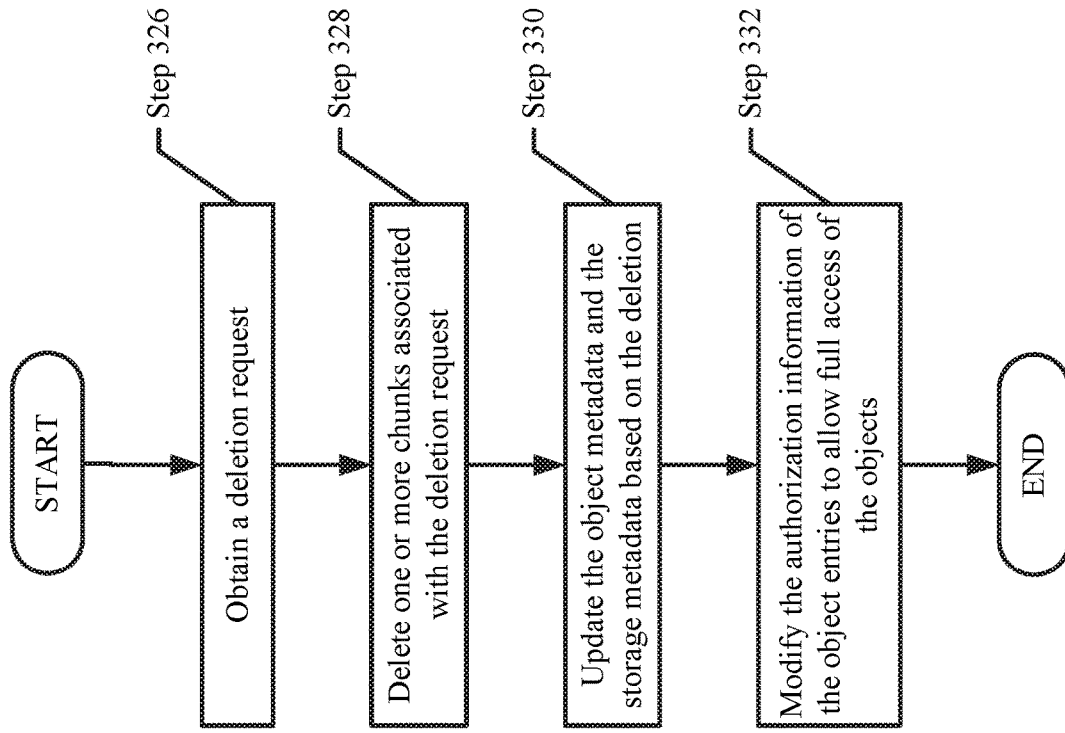 START
Obtain a deletion request
Step 326
Delete one or more chunks associated
with the deletion request
Step 328
Update the object metadata and the
storage metadata based on the deletion
Step 330
Modify the authorization information of
the object entries to allow full access of
the objects
Step 332
END